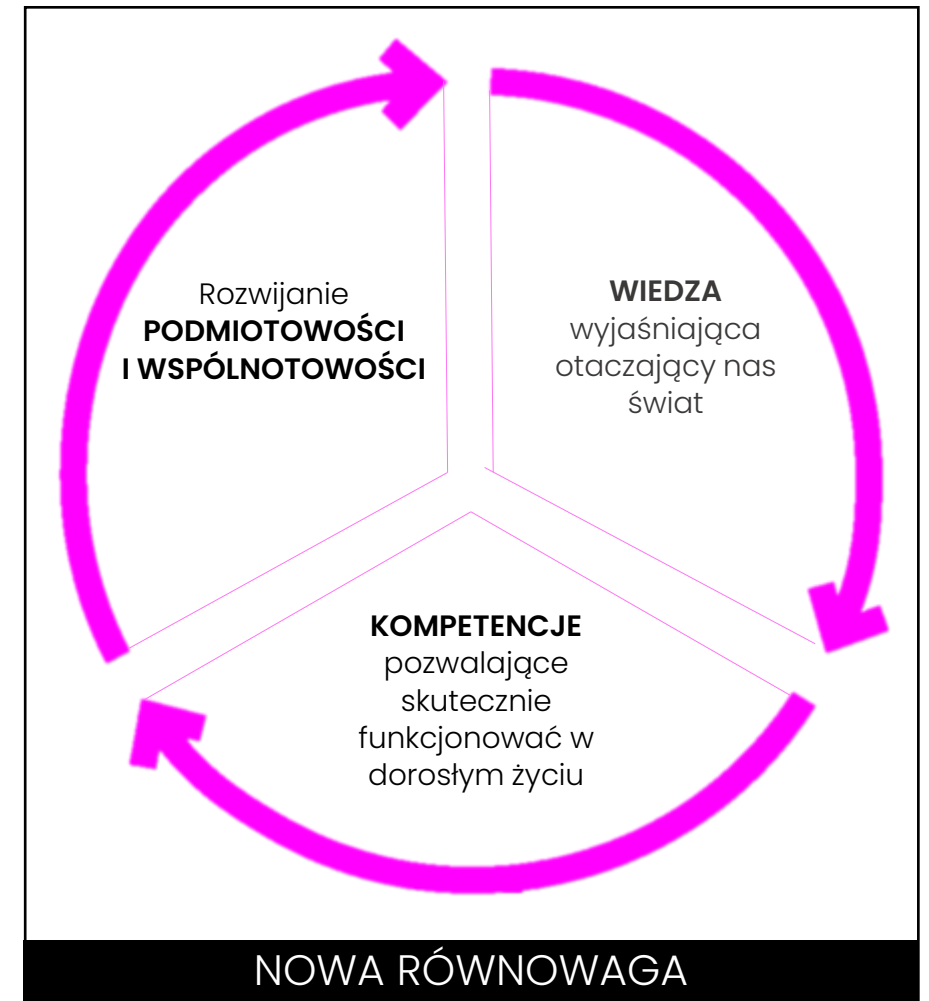 Rozwijanie
PODMIOTOWOŚCI
I WSPÓLNOTOWOŚCI
WIEDZA
wyjaśniająca
otaczający nas
świat
KOMPETENCJE
pozwalające
skutecznie
funkcjonować w
dorosłym życiu
NOWA RÓWNOWAGA